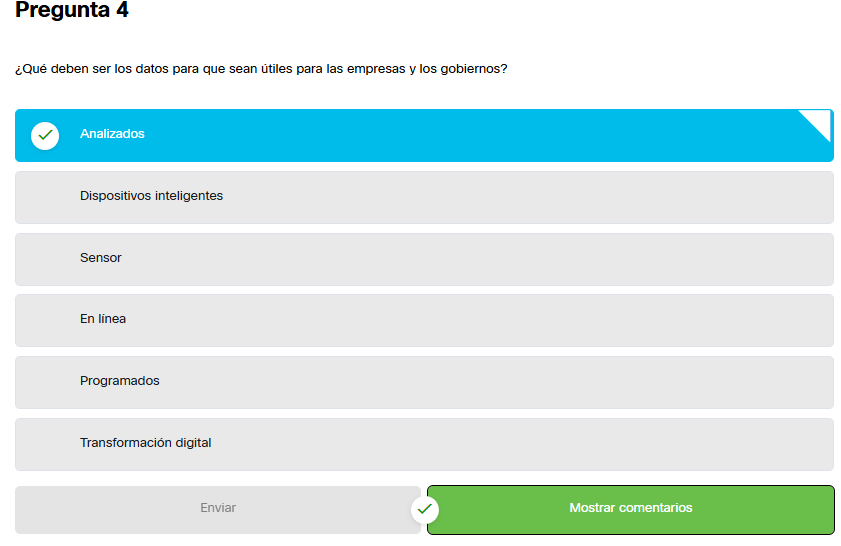 Pregunta 4
¿Qué deben ser los datos para que sean útiles para las empresas y los gobiernos?
Analizados
Dispositivos inteligentes
Sensor
En línea
Programados
Transformación digital
Enviar
Mostrar comentarios